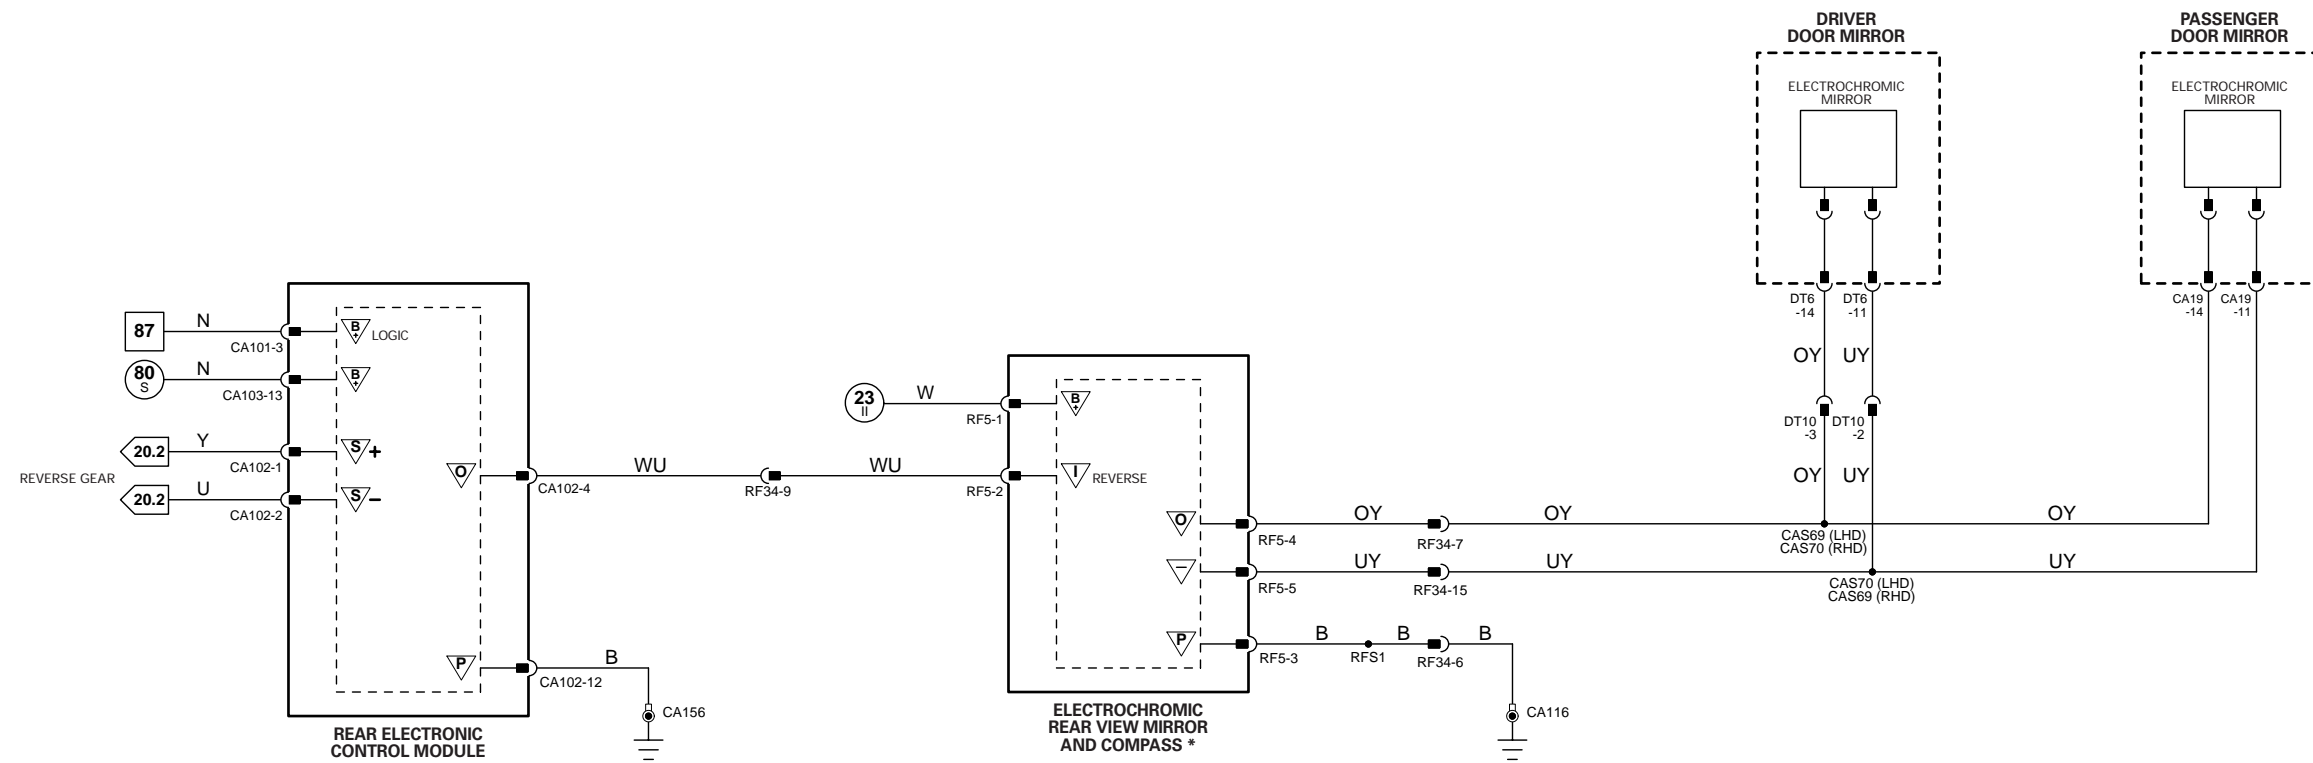 DRIVER
DOOR MIRROR
PASSENGER
DOOR MIRROR
ELECTROCHROMIC
MIRROR
ELECTROCHROMIC
MIRROR
DT6
-14
DT6
-11
CA19
-14
CA19
-11
OY
UY
DT10
-3
DT10
-2
OY
UY
87
N
CA101-3
B
+
LOGIC
80
S
N
CA103-13
B
+
REVERSE GEAR
20.2
Y
CA102-1
S
+
20.2
U
CA102-2
S
–
O
CA102-4
WU
RF34-9
WU
RF5-2
I
REVERSE
23
II
W
RF5-1
B
+
O
RF5-4
OY
RF34-7
OY
CAS69 (LHD)
CAS70 (RHD)
OY
–
RF5-5
UY
RF34-15
UY
CAS70 (LHD)
CAS69 (RHD)
UY
P
RF5-3
B
RFS1
B
RF34-6
B
CA116
P
CA102-12
B
CA156
REAR ELECTRONIC
CONTROL MODULE
ELECTROCHROMIC
REAR VIEW MIRROR
AND COMPASS *